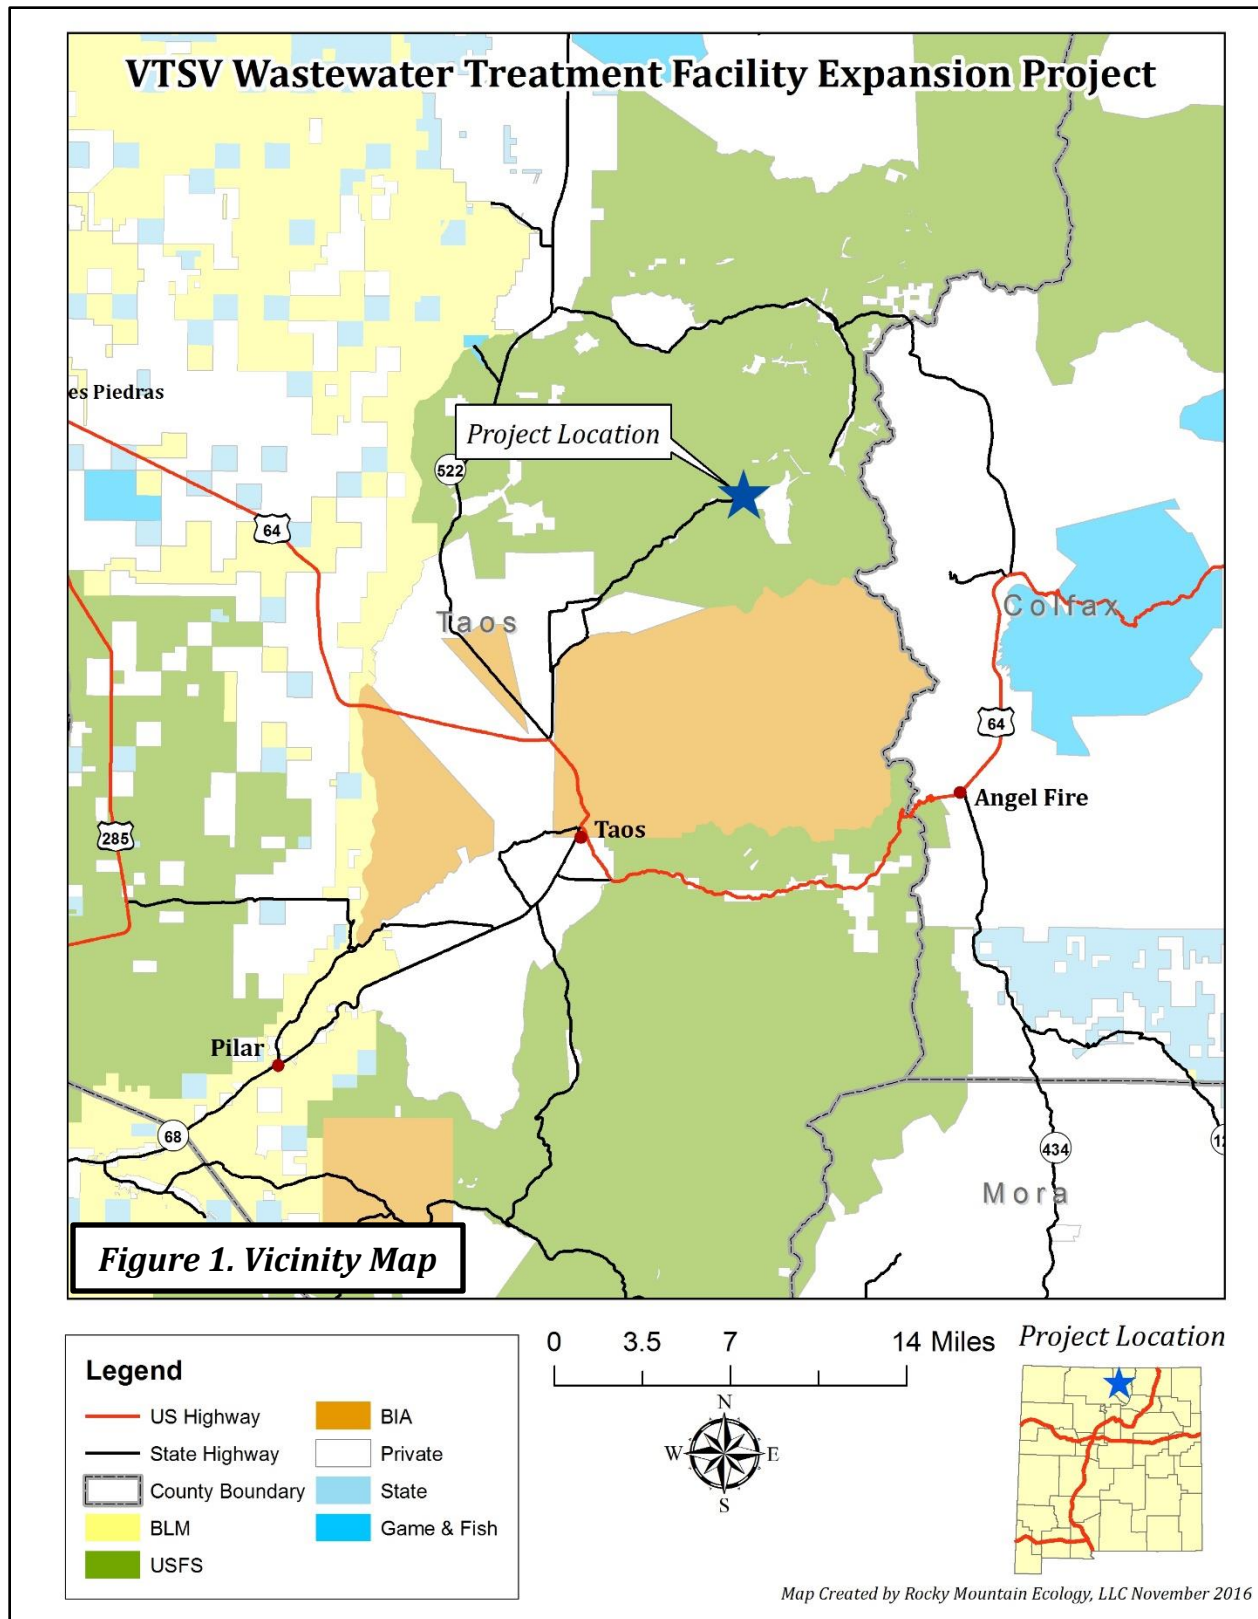 VTSV Wastewater Treatment Facility Expansion Project
es Piedras
Project Location
522
64
Taos
Colfax
64
Angel Fire
Taos
285
Pilar
68
434
12
Mora
Figure 1. Vicinity Map
Legend
US Highway
State Highway
County Boundary
BLM
USFS
BIA
Private
State
Game & Fish
0 3.5 7 14 Miles
N
W E
S
Project Location
Map Created by Rocky Mountain Ecology, LLC November 2016